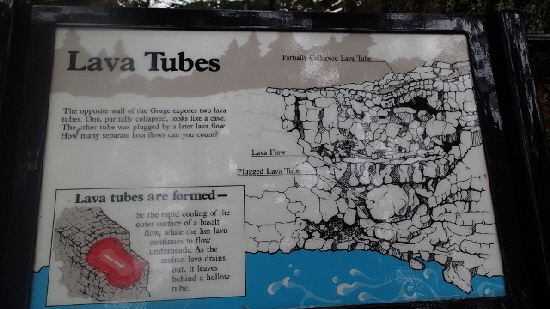 Lava Tubes
Partially Collapsed Lava Tube
The opposite wall of the Gorge exposes two lava
tubes. One, partially collapsed, looks like a cave.
The other tube was plugged by a later lava flow.
How many separate lava flows can you count?
Lava Flow
Plugged Lava Tube
Lava tubes are formed—
by the rapid cooling of the
outer surface of a basalt
flow, while the hot lava
continues to flow
underneath. As the
molten lava drains
out, it leaves
behind a hollow
tube.